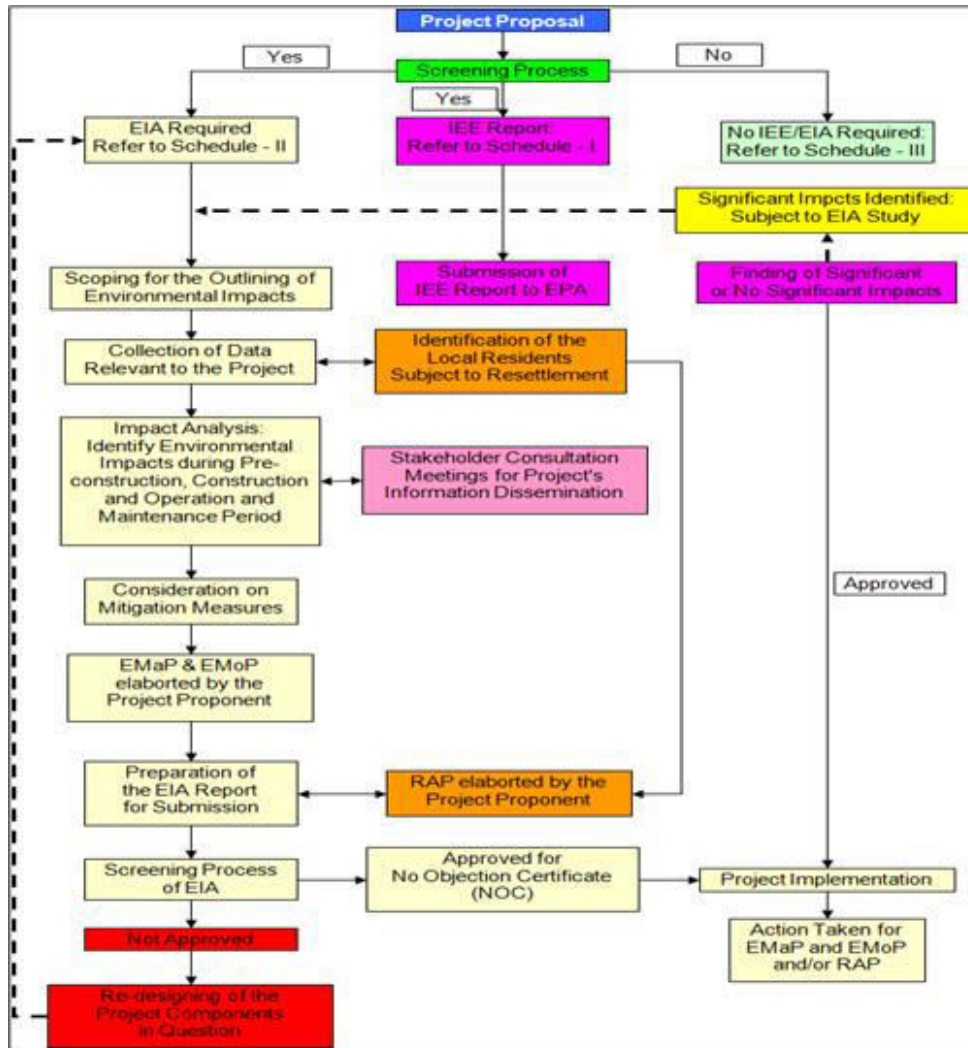 Project Proposal
Yes
No
Screening Process
Yes
EIA Required
Refer to Schedule - II
IEE Report:
Refer to Schedule - I
No IEE/EIA Required:
Refer to Schedule - III
Significant Impcts Identified:
Subject to EIA Study
Scoping for the Outlining of
Environmental Impacts
Submission of
IEE Report to EPA
Finding of Significant
or No Significant Impacts
Collection of Data
Relevant to the Project
Identification of the
Local Residents
Subject to Resettlement
Impact Analysis:
Identify Environmental
Impacts during Pre-
construction, Construction
and Operation and
Maintenance Period
Stakeholder Consultation
Meetings for Project's
Information Dissemination
Consideration on
Mitigation Measures
Approved
EMaP & EMoP
elaborted by the
Project Proponent
Preparation of
the EIA Report
for Submission
RAP elaborted by the
Project Proponent
Screening Process
of EIA
Approved for
No Objection Certificate
(NOC)
Project Implementation
Not Approved
Action Taken for
EMaP and EMoP
and/or RAP
Re-designing of the
Project Components
in Question